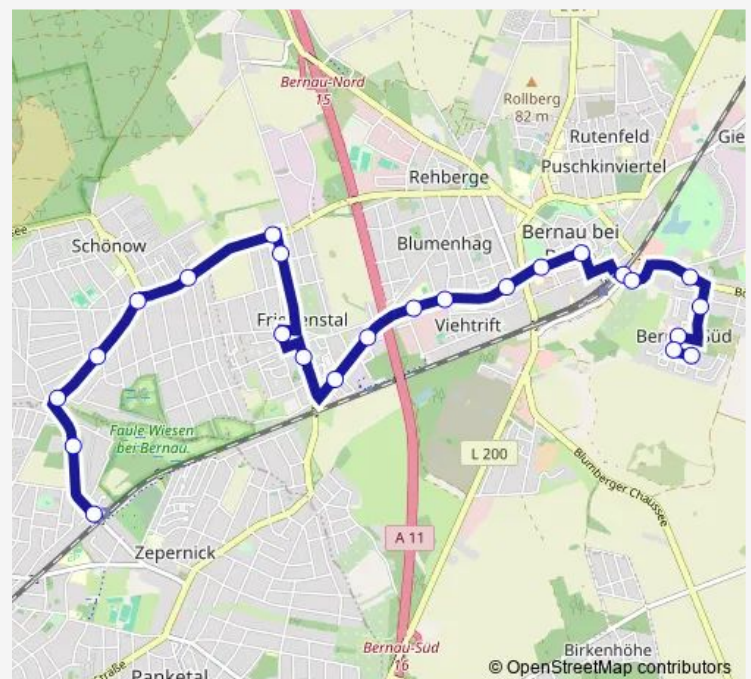 Bernau-Nord
15
Rollberg
82 m
Rutenfeld
Puschkinviertel
Rehberge
Schönow
Blumenhag
Bernau bei
Viehtrift
Faule Wiesen
bei Bernau
L 200
Blumberger Chaussee
A 11
Zepernick
Bernau-Süd
16
Birkenhöhe
Panketal
© OpenStreetMap contributors